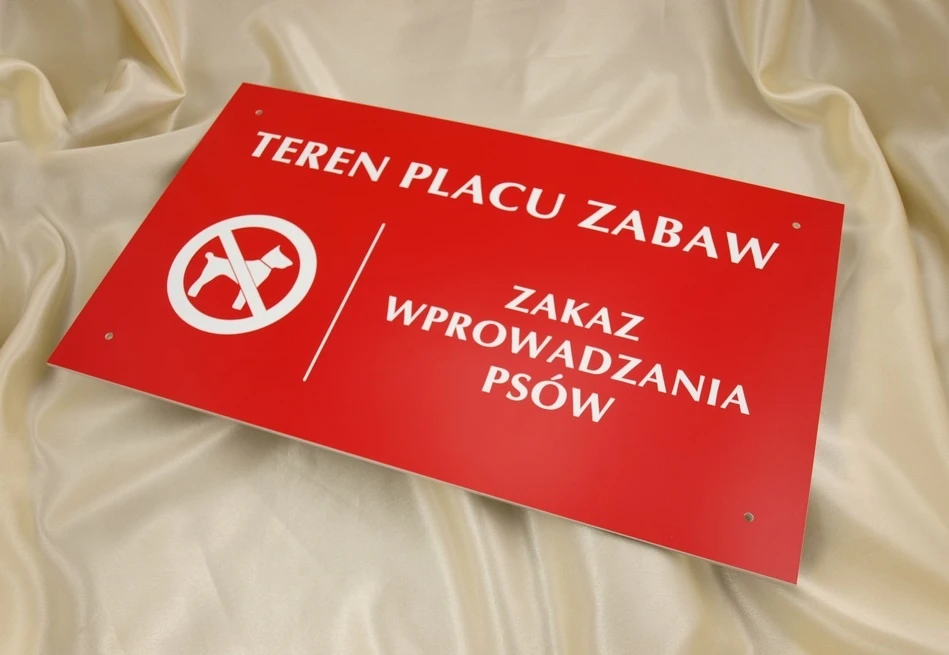 TEREN PLACU ZABAW
ZAKAZ
WPROWADZANIA
PSÓW